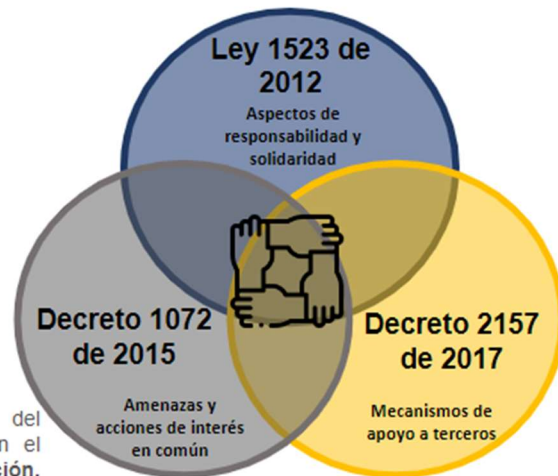 Ley 1523 de
2012
Aspectos de
responsabilidad y
solidaridad
Decreto 1072
de 2015
Amenazas y
acciones de interés
en común
Decreto 2157
de 2017
Mecanismos de
apoyo a terceros
del
el